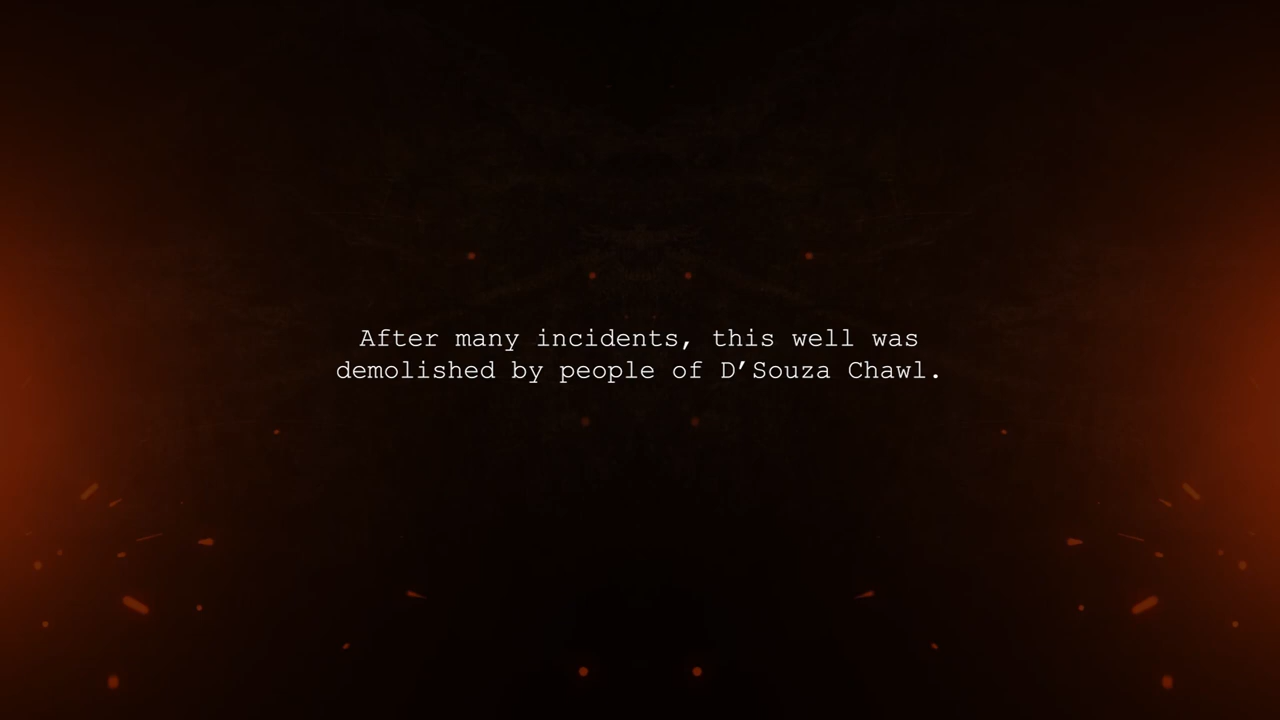 After many incidents, this well was
demolished by people of D’Souza Chawl.